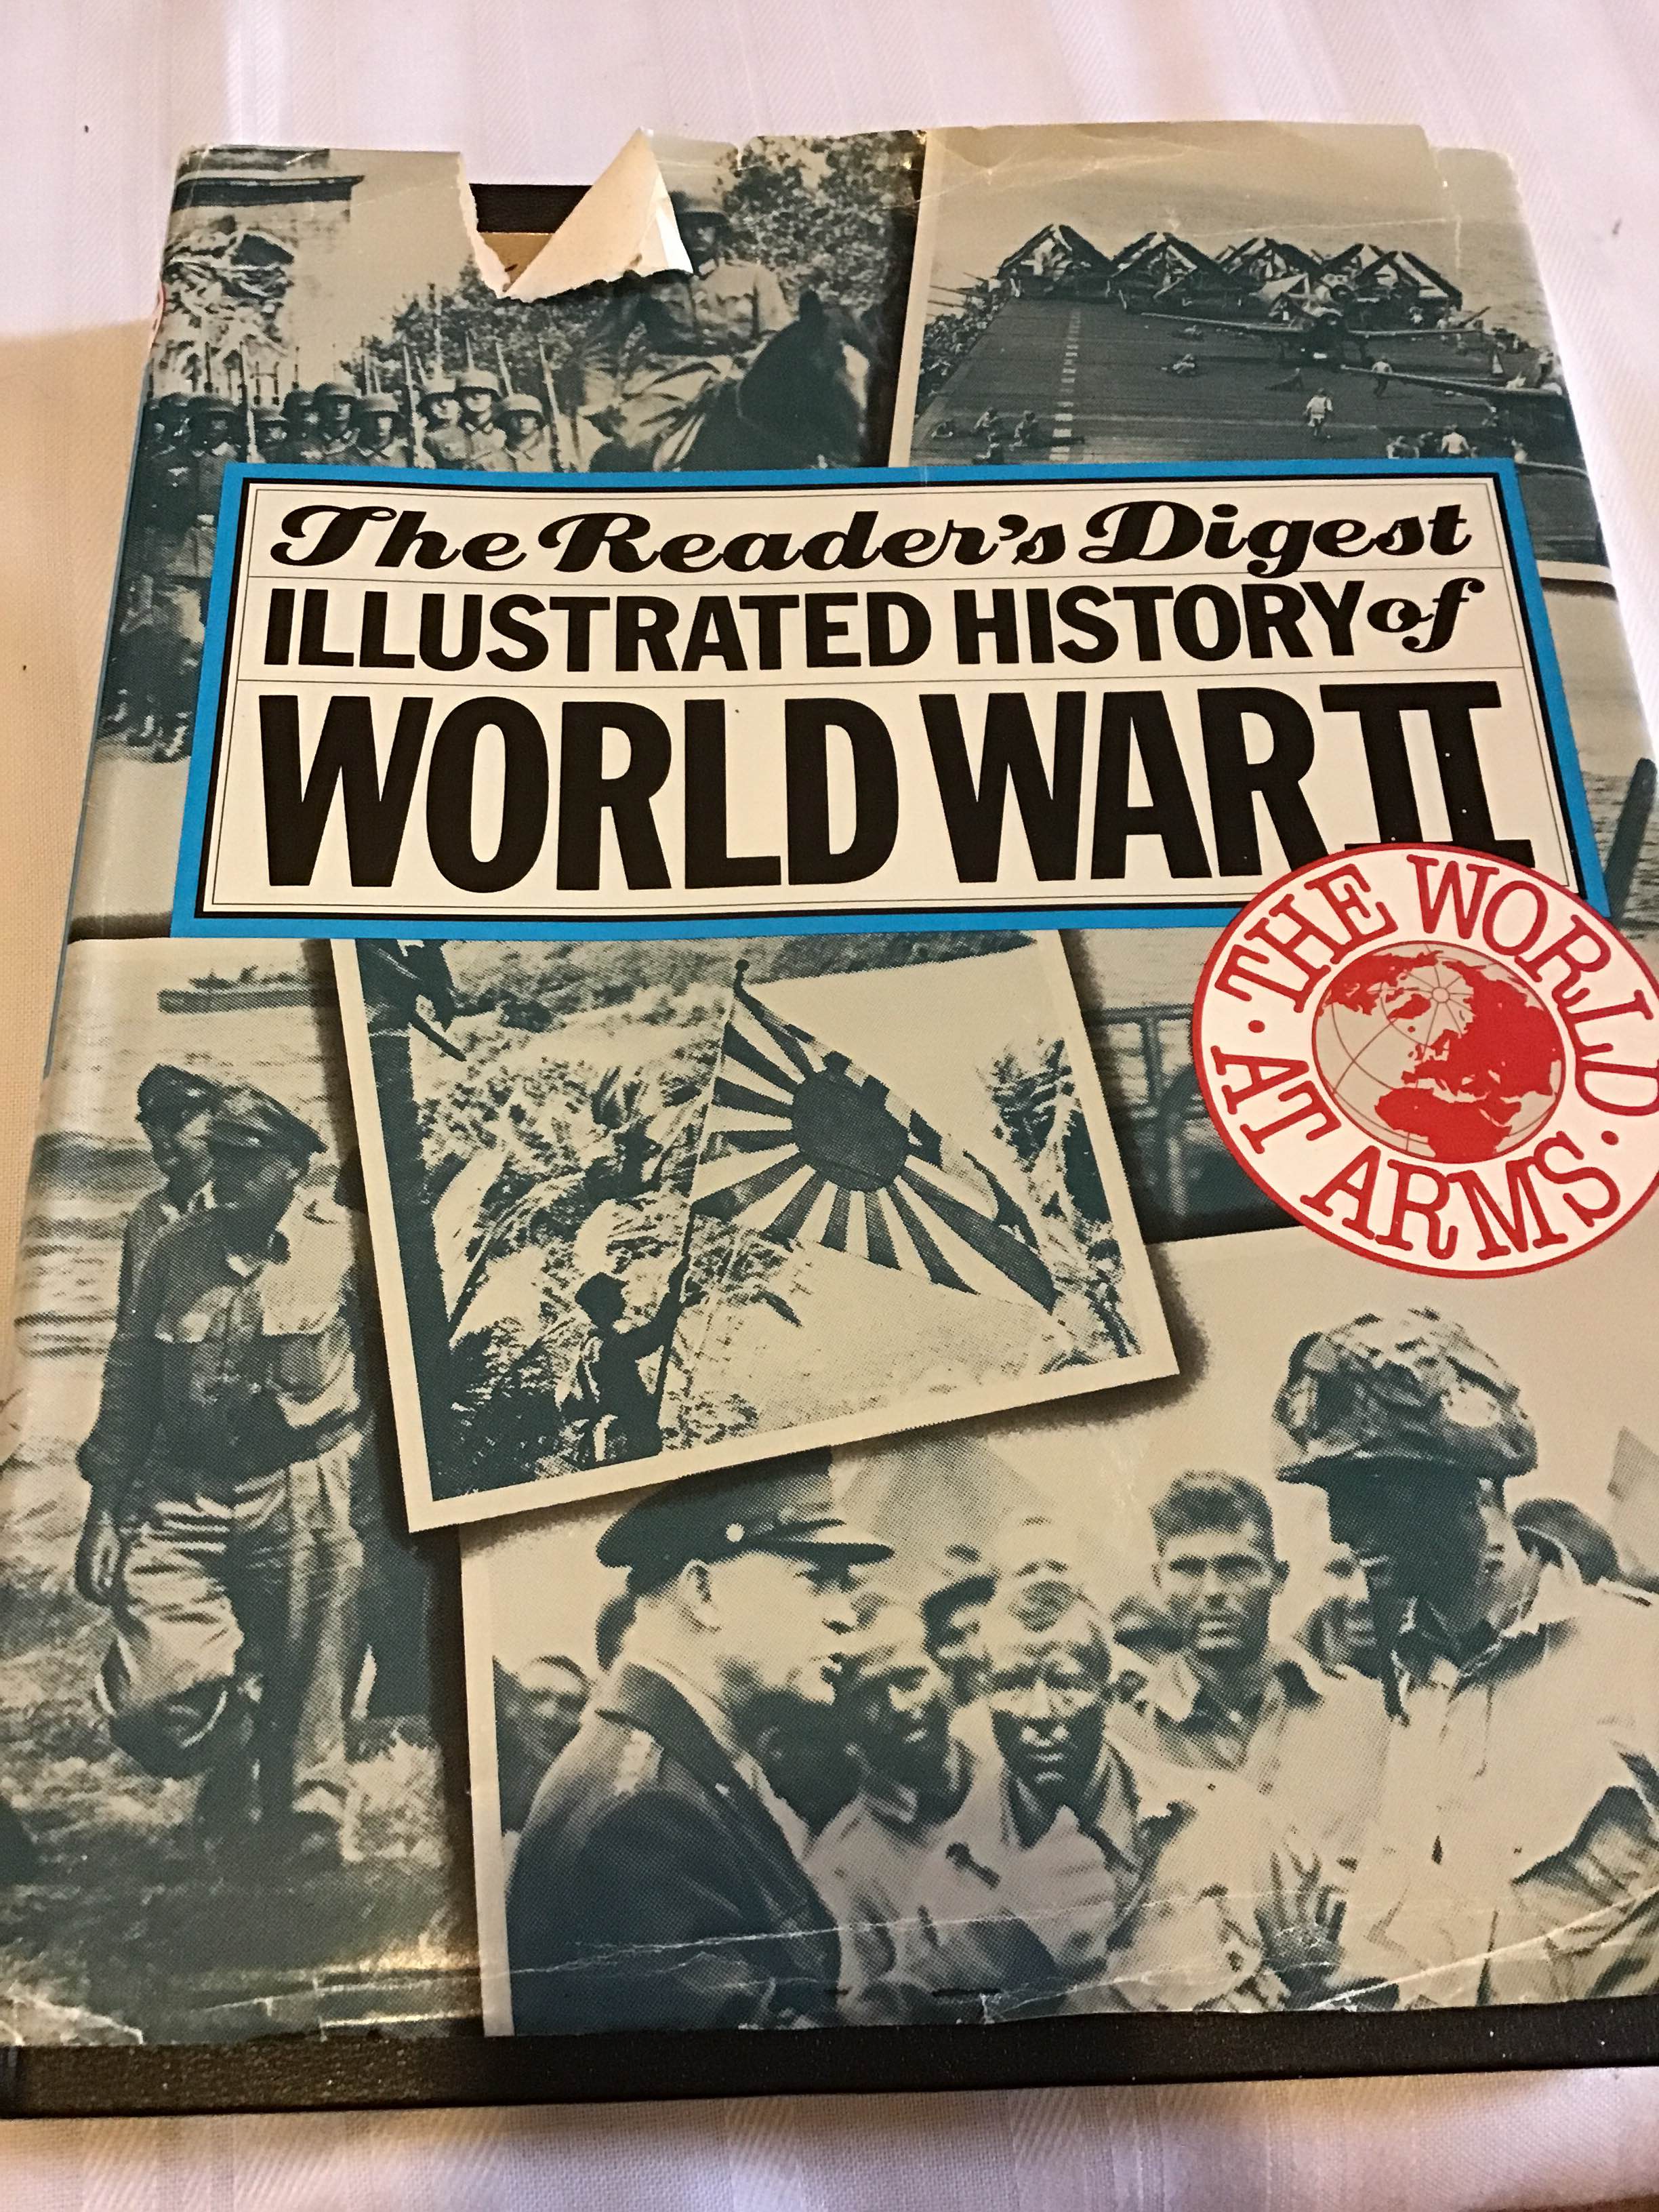 The Reader's Digest
ILLUSTRATED HISTORY of
WORLD WAR II
· THE WORLD ·
AT ARMS